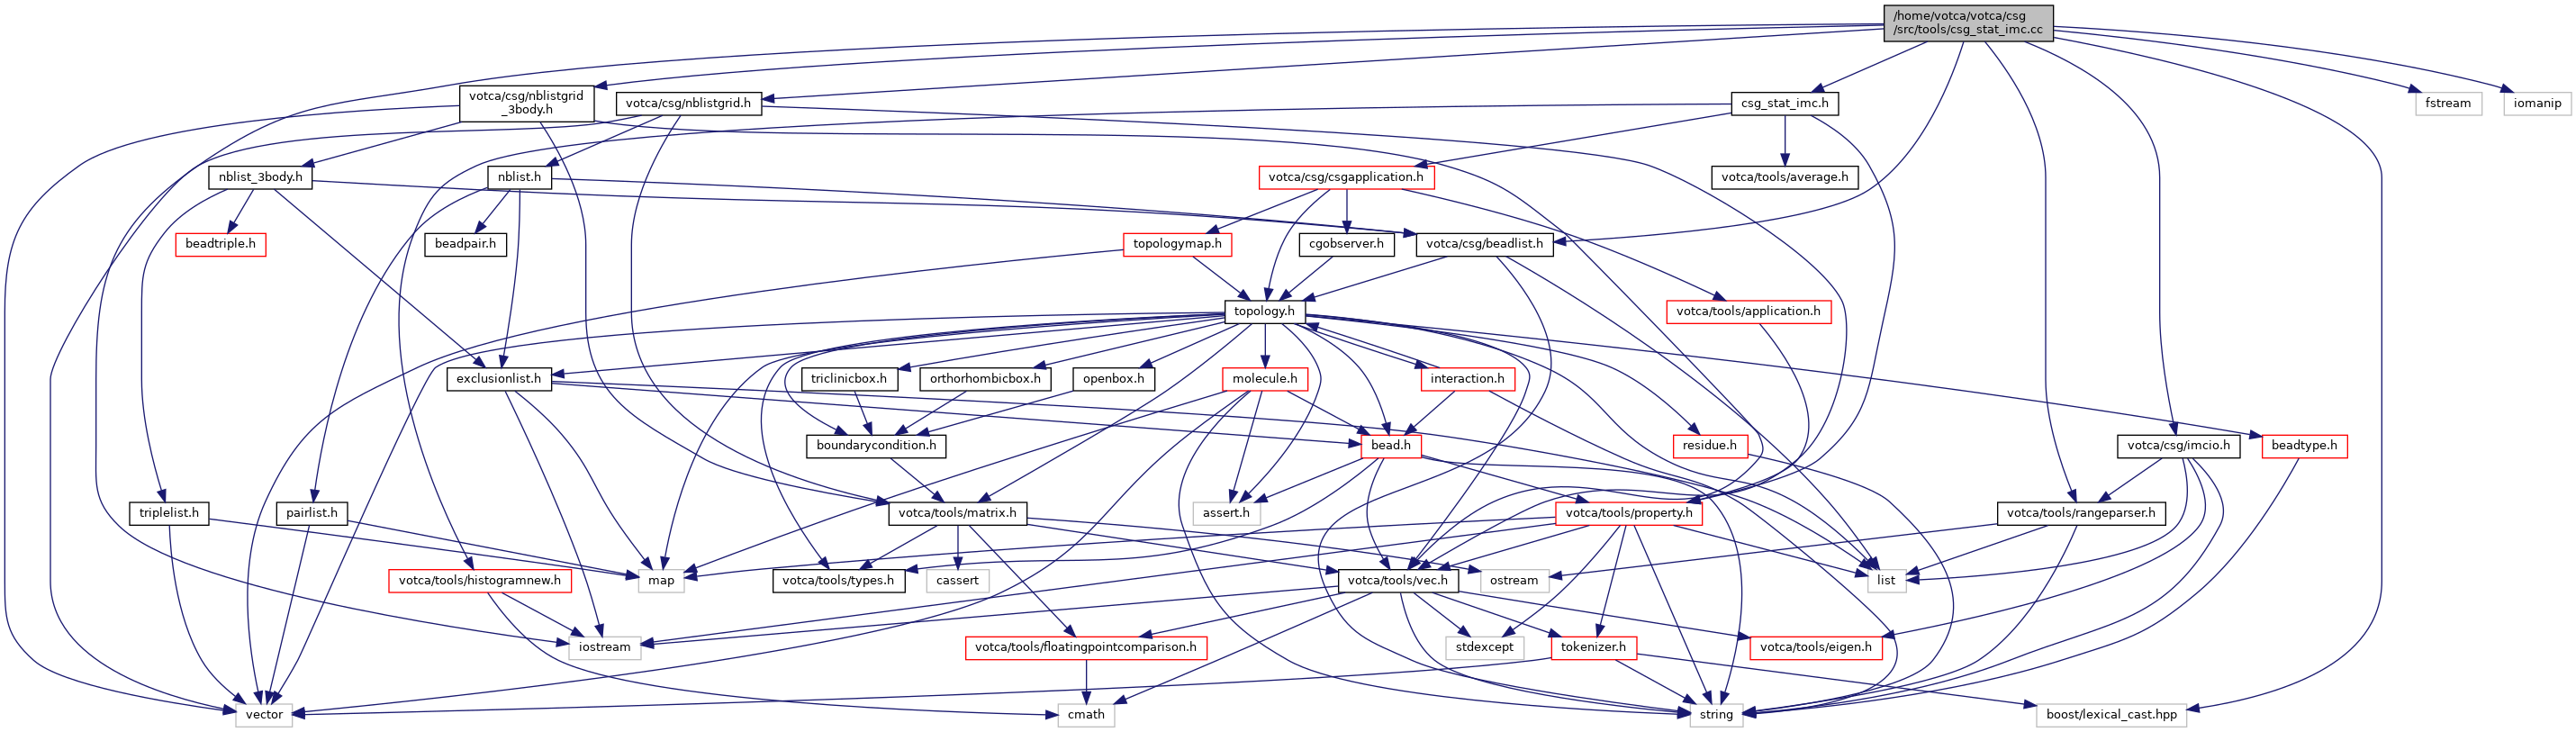 /home/votca/votca/csg
/src/tools/csg_stat_imc.cc
votca/csg/nblistgrid
_3body.h
votca/csg/nblistgrid.h
csg_stat_imc.h
fstream
iomanip
nblist_3body.h
nblist.h
votca/csg/csgapplication.h
votca/tools/average.h
beadtriple.h
beadpair.h
topologymap.h
cgobserver.h
votca/csg/beadlist.h
topology.h
votca/tools/application.h
exclusionlist.h
triclinicbox.h
orthorhombicbox.h
openbox.h
molecule.h
interaction.h
boundarycondition.h
bead.h
residue.h
votca/csg/imcio.h
beadtype.h
triplelist.h
pairlist.h
votca/tools/matrix.h
assert.h
votca/tools/property.h
votca/tools/rangeparser.h
votca/tools/histogramnew.h
map
votca/tools/types.h
cassert
votca/tools/vec.h
ostream
list
iostream
votca/tools/floatingpointcomparison.h
stdexcept
tokenizer.h
votca/tools/eigen.h
vector
cmath
string
boost/lexical_cast.hpp